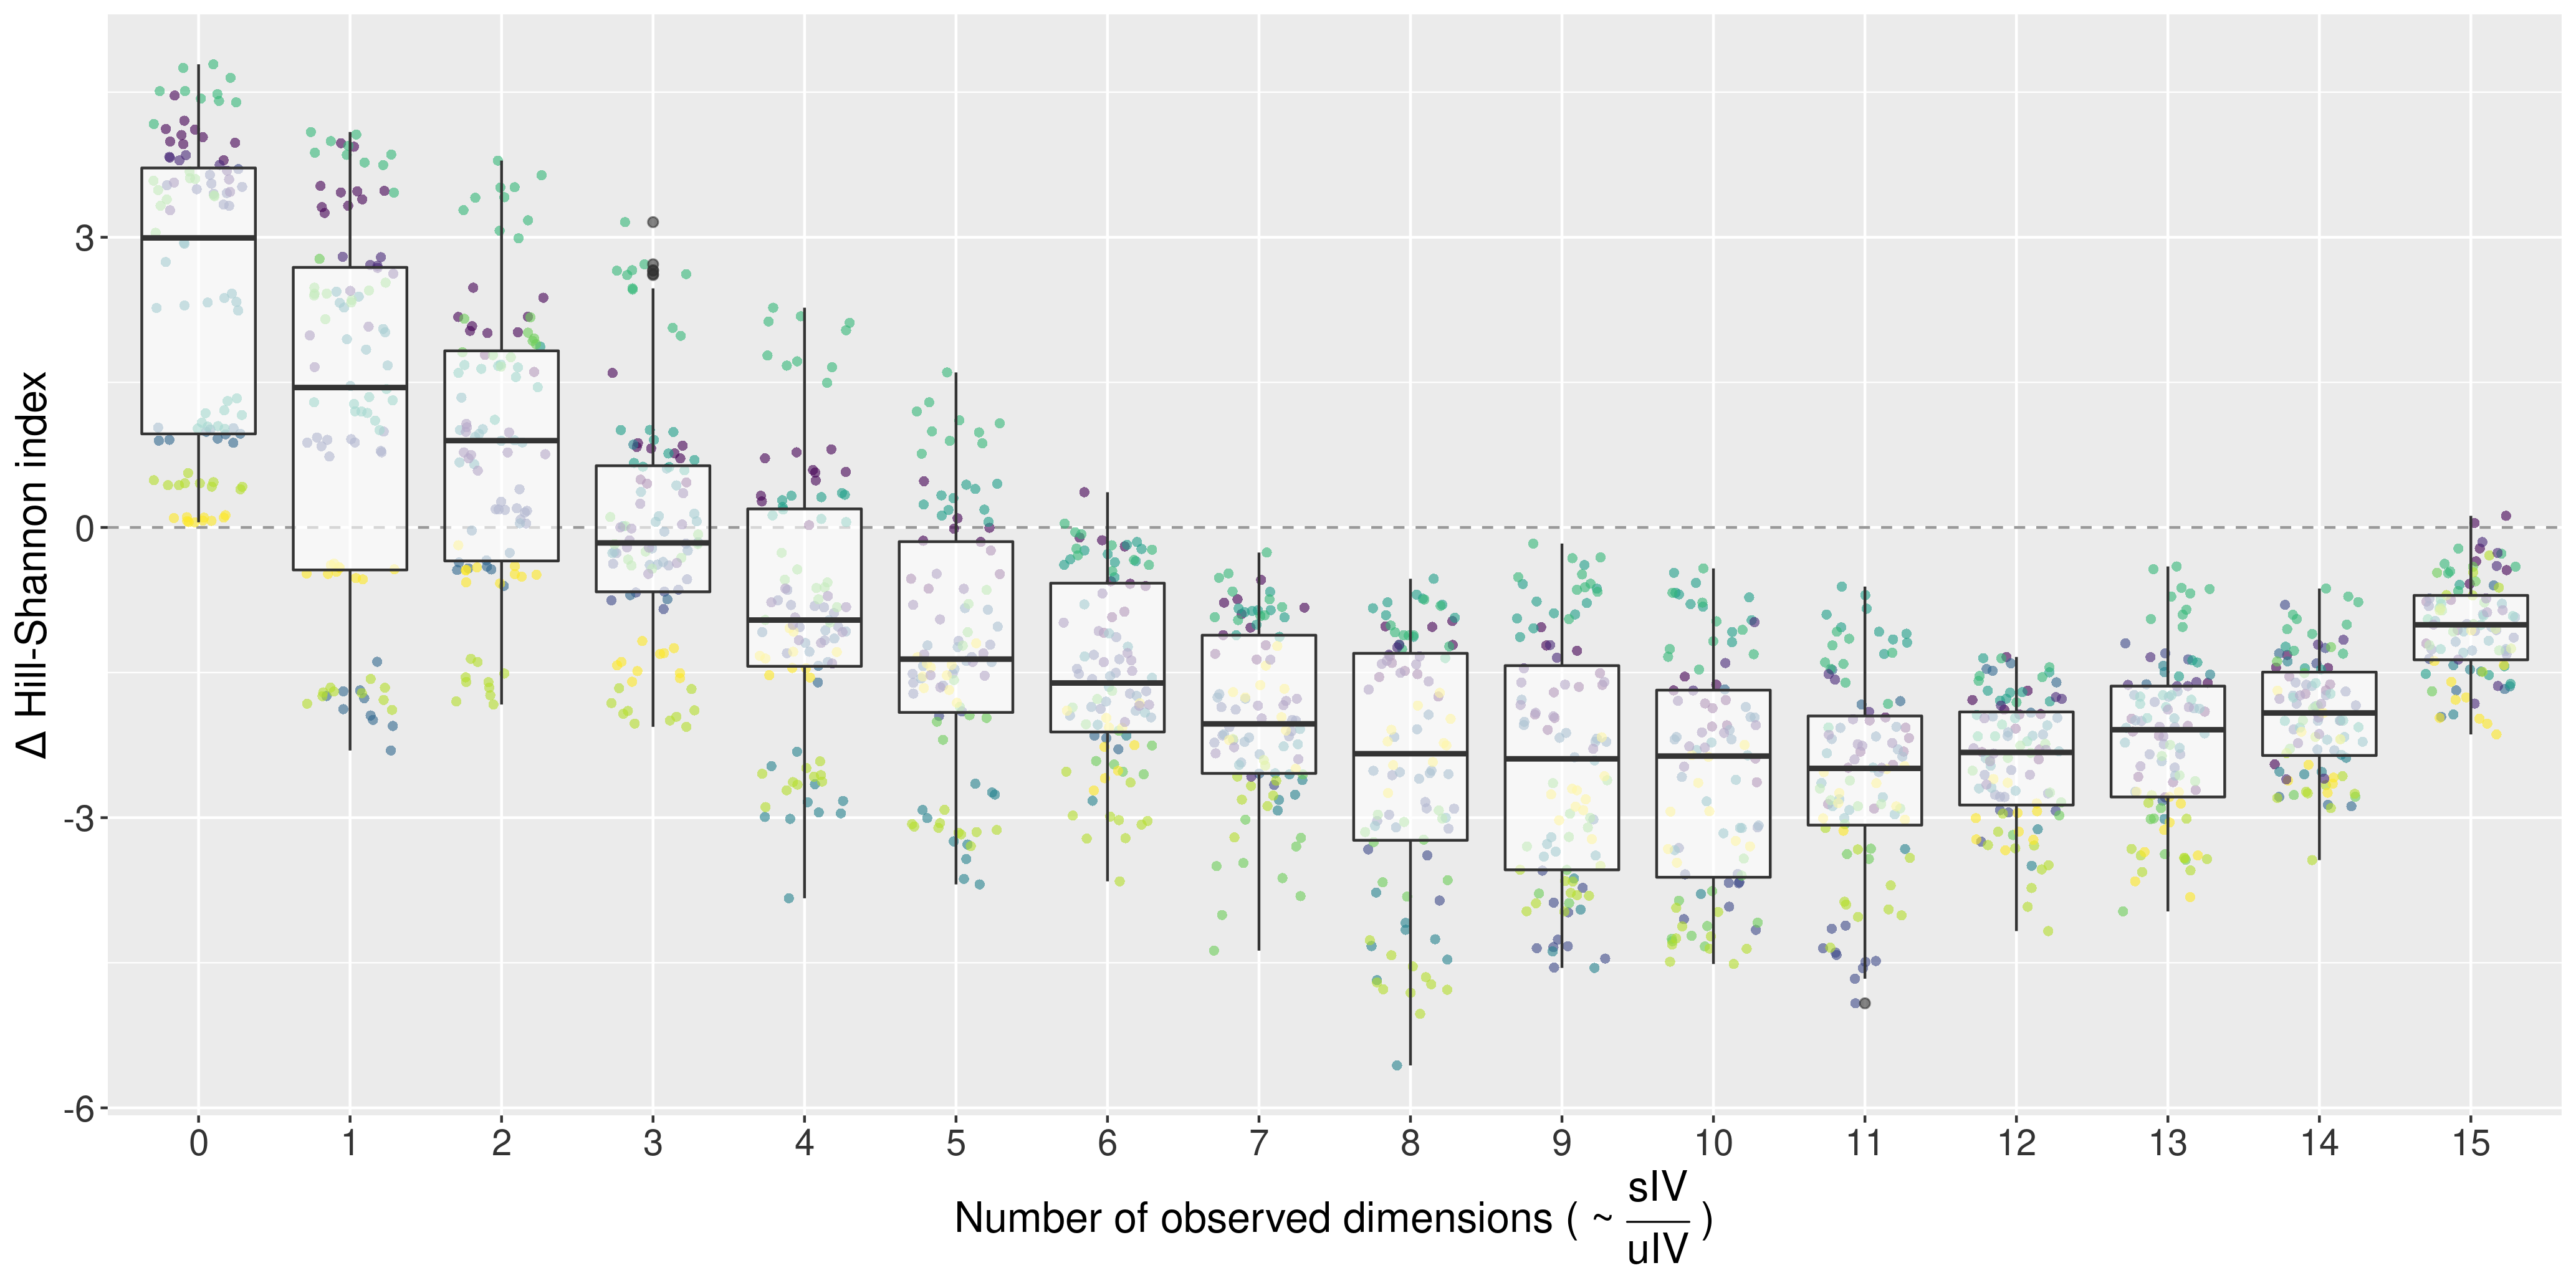 Δ Hill-Shannon index
3
0
-3
-6
0 1 2 3 4 5 6 7 8 9 10 11 12 13 14 15
Number of observed dimensions ( ~ sIV/uIV )